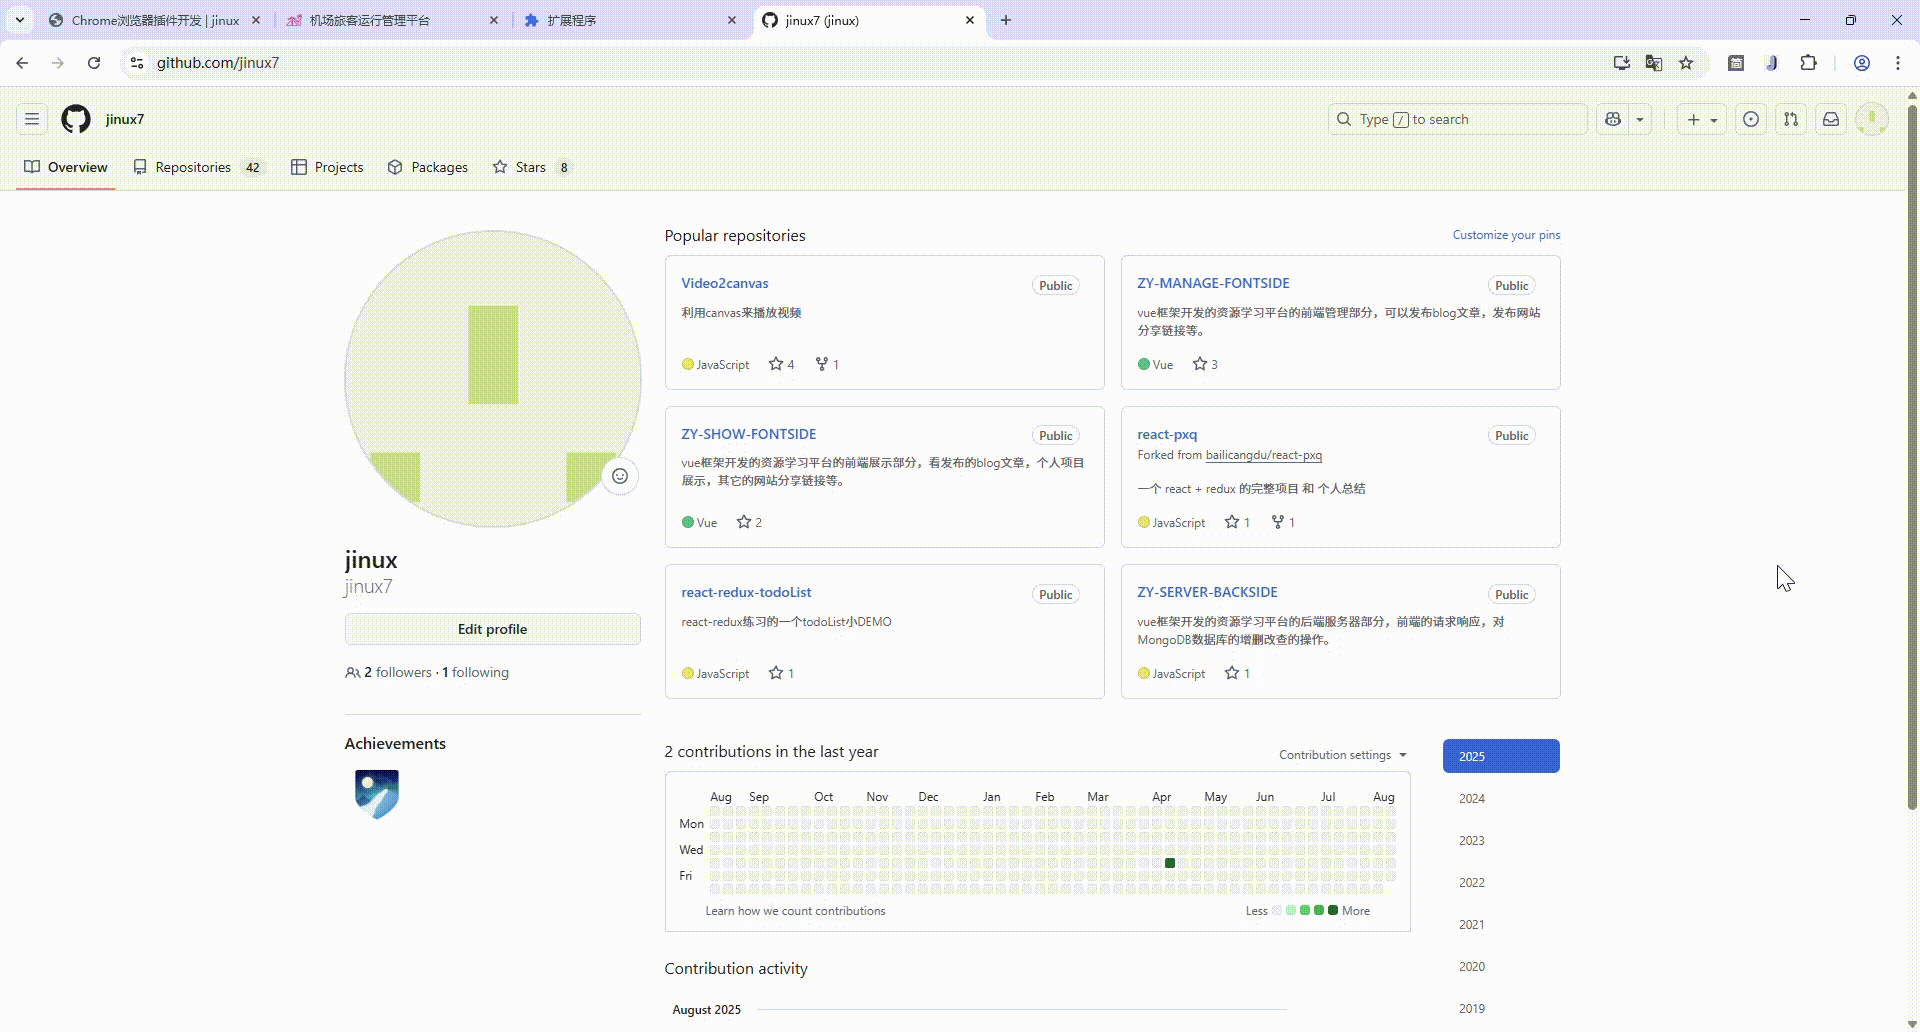 Chrome浏览器插件开发 | jinux
机场旅客运行管理平台
扩展程序
jinux7 (jinux)
github.com/jinux7
jinux7
Type / to search
Overview
Repositories 42
Projects
Packages
Stars 8
Popular repositories
Customize your pins
Video2canvas
Public
利用canvas来播放视频
JavaScript
4
1
ZY-MANAGE-FONTSIDE
Public
vue框架开发的资源学习平台的前端管理部分，可以发布blog文章，发布网站
分享链接等。
Vue
3
ZY-SHOW-FONTSIDE
Public
vue框架开发的资源学习平台的前端展示部分，看发布的blog文章，个人项目
展示，其它的网站分享链接等。
Vue
2
react-pxq
Public
Forked from bailicangdu/react-pxq
一个 react + redux 的完整项目 和 个人总结
JavaScript
1
1
jinux
jinux7
Edit profile
2 followers · 1 following
Achievements
react-redux-todoList
Public
react-redux练习的一个todoList小DEMO
JavaScript
1
ZY-SERVER-BACKSIDE
Public
vue框架开发的资源学习平台的后端服务器部分，前端的请求响应，对
MongoDB数据库的增删改查的操作。
JavaScript
1
2 contributions in the last year
Contribution settings
Aug Sep Oct Nov Dec Jan Feb Mar Apr May Jun Jul Aug
Mon
Wed
Fri
Learn how we count contributions
Less
More
2025
2024
2023
2022
2021
2020
2019
Contribution activity
August 2025